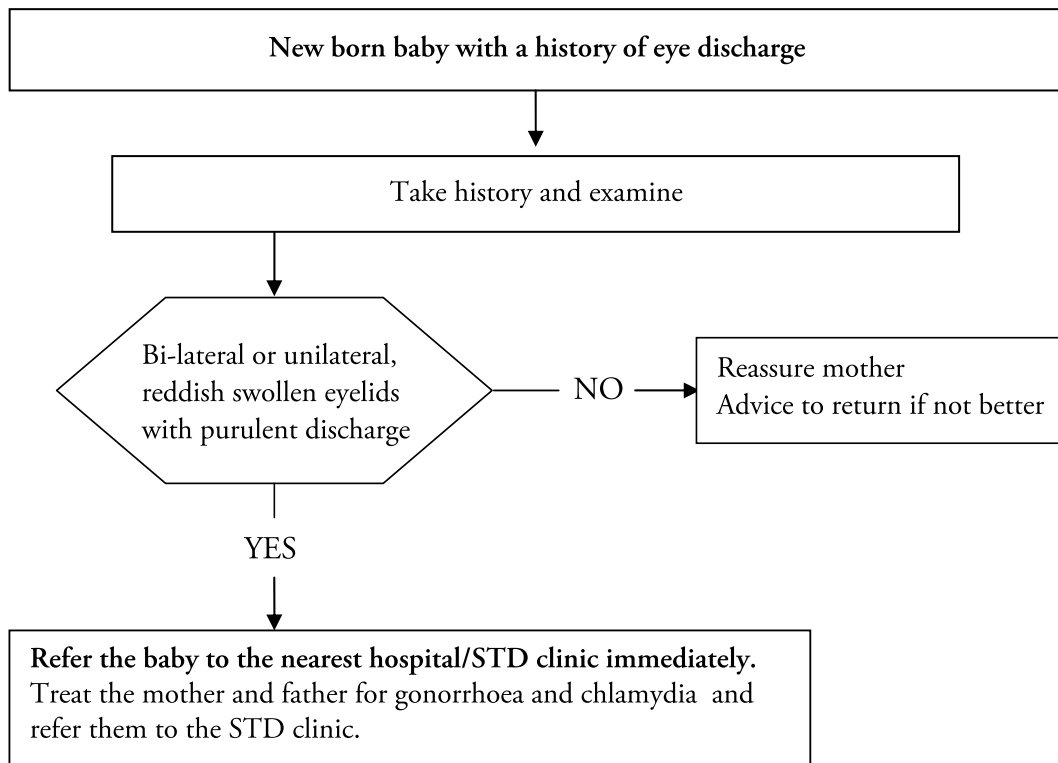 New born baby with a history of eye discharge
Take history and examine
Bi-lateral or unilateral,
reddish swollen eyelids
with purulent discharge
NO
Reassure mother
Advice to return if not better
YES
Refer the baby to the nearest hospital/STD clinic immediately.
Treat the mother and father for gonorrhoea and chlamydia and
refer them to the STD clinic.